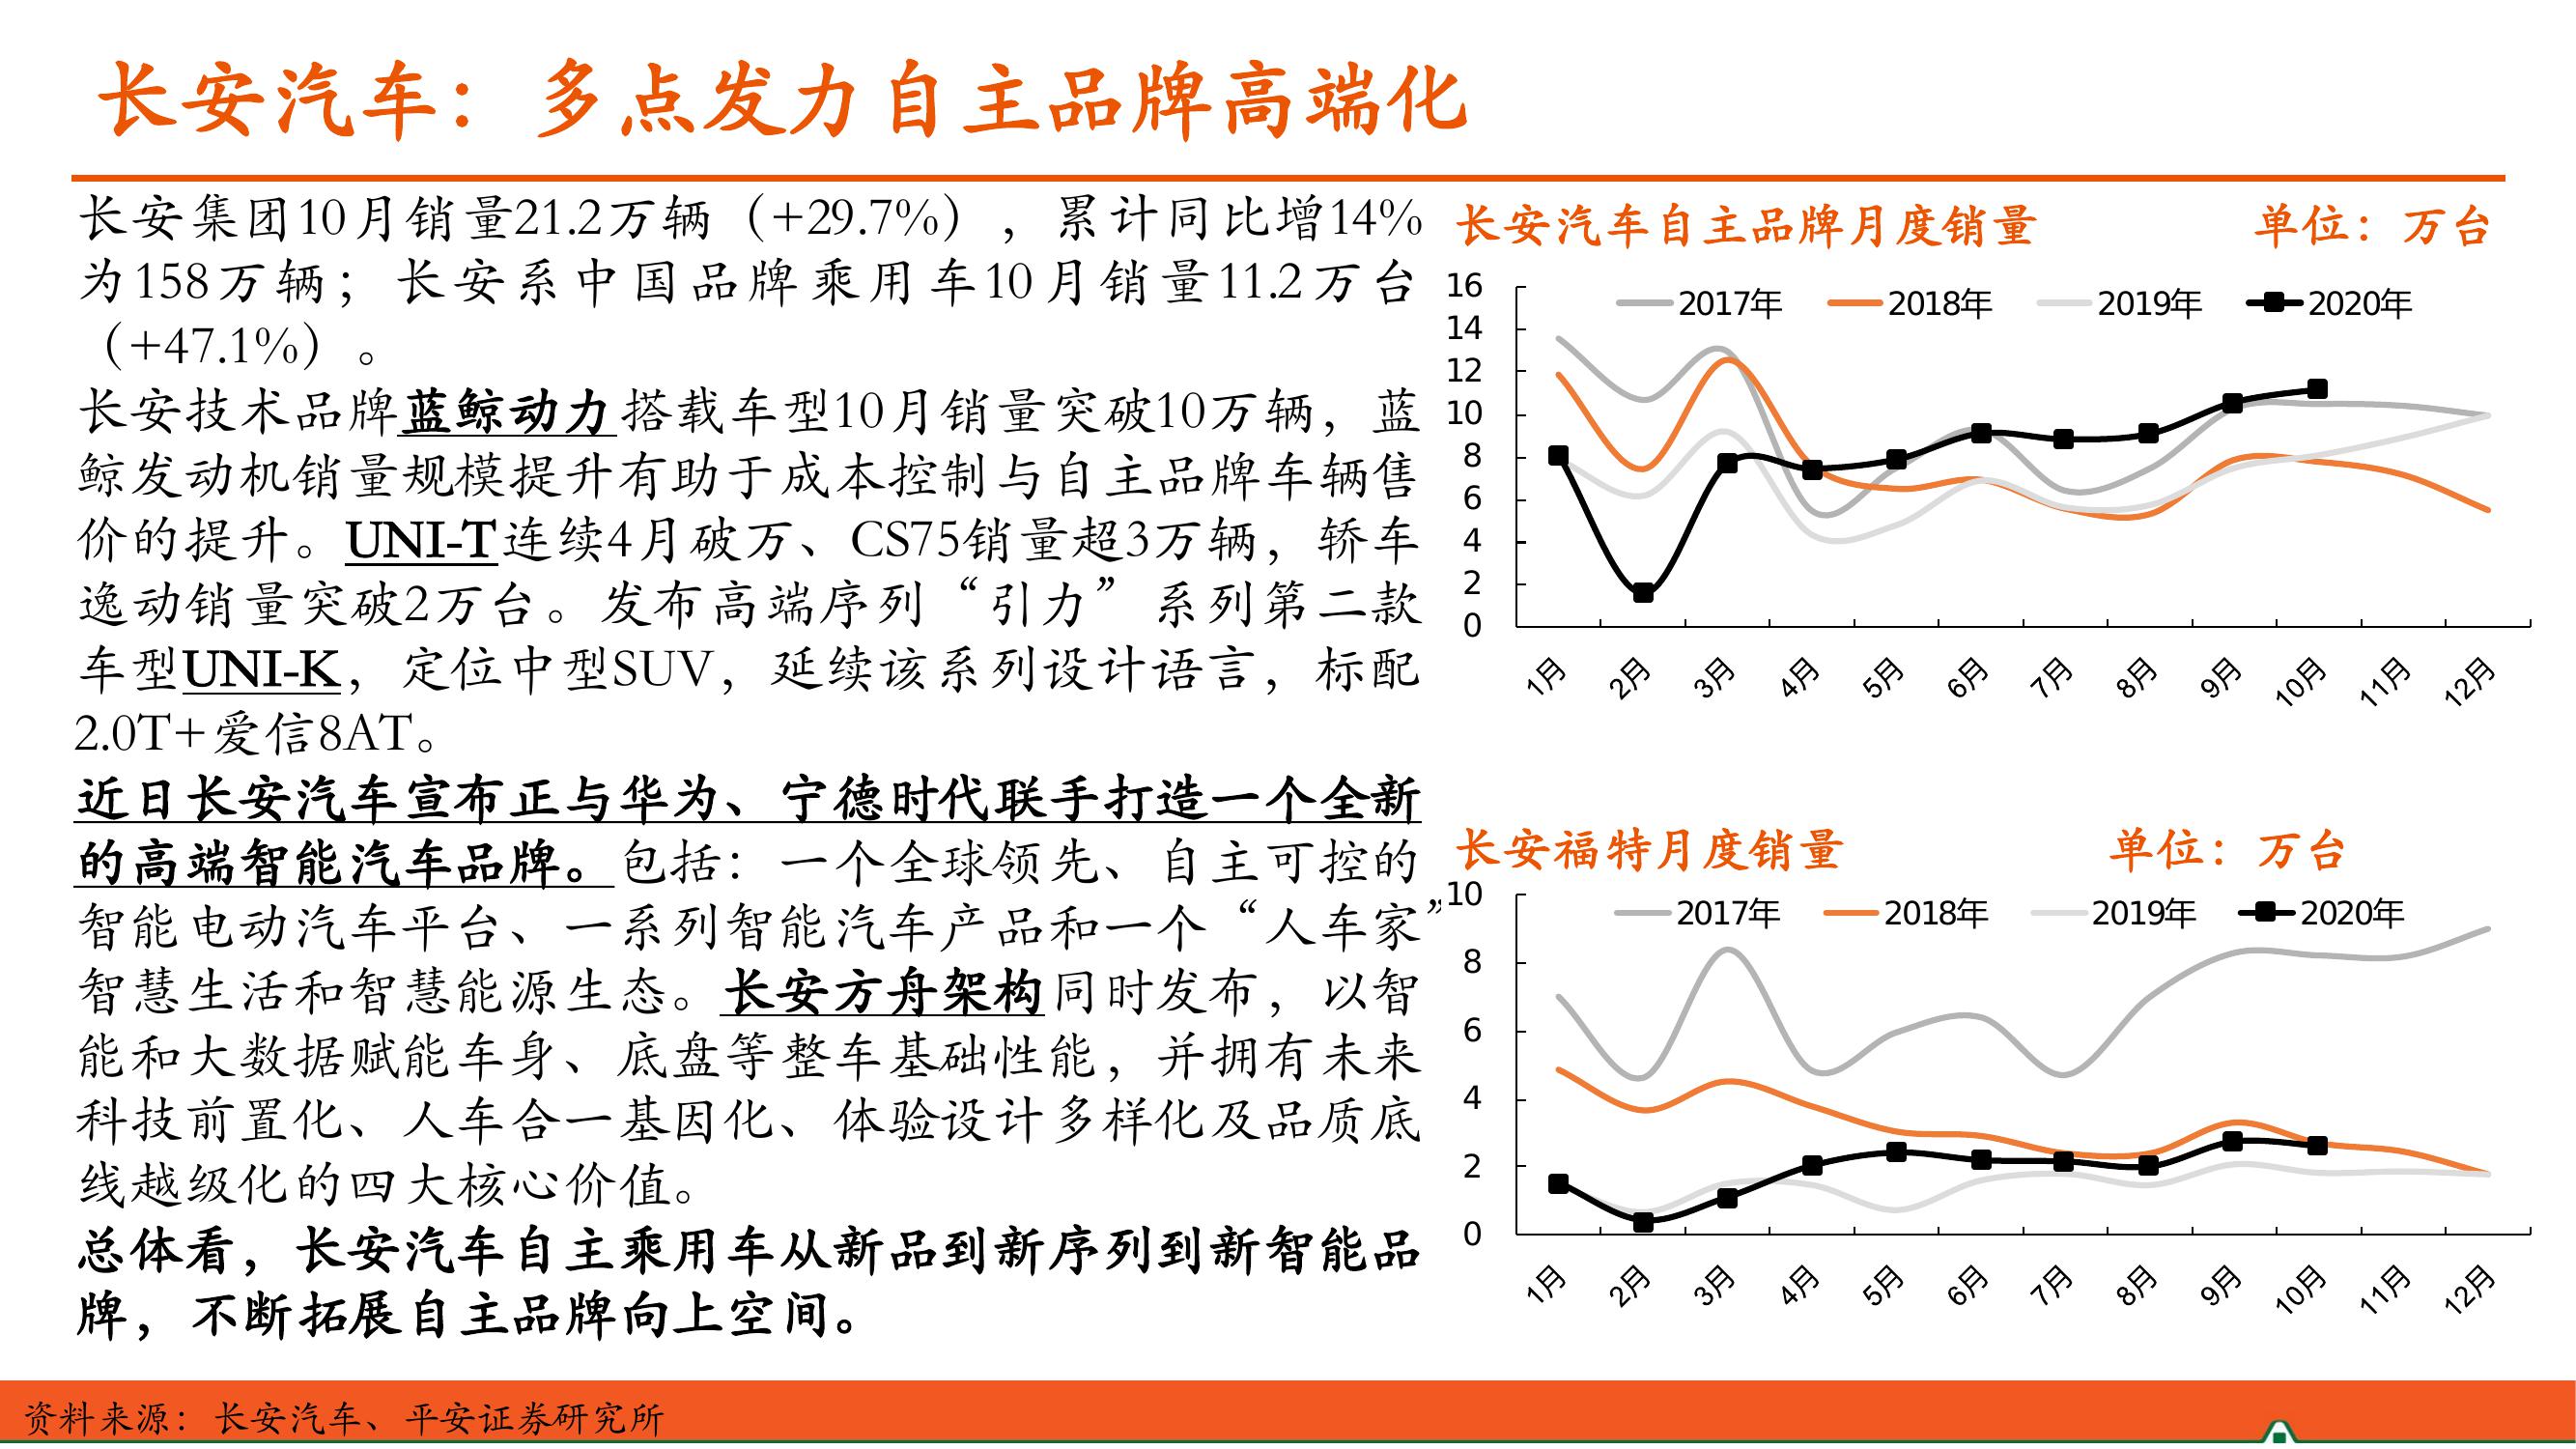 长安汽车：多点发力自主品牌高端化
长安集团10月销量21.2万辆（+29.7%），累计同比增14%
为158万辆；长安系中国品牌乘用车10月销量11.2万台
（+47.1%）。
长安技术品牌蓝鲸动力搭载车型10月销量突破10万辆，蓝
鲸发动机销量规模提升有助于成本控制与自主品牌车辆售
价的提升。UNI-T连续4月破万、CS75销量超3万辆，轿车
逸动销量突破2万台。发布高端序列“引力”系列第二款
车型UNI-K，定位中型SUV，延续该系列设计语言，标配
2.0T+爱信8AT。
近日长安汽车宣布正与华为、宁德时代联手打造一个全新
的高端智能汽车品牌。包括：一个全球领先、自主可控的
智能电动汽车平台、一系列智能汽车产品和一个“人车家”
智慧生活和智慧能源生态。长安方舟架构同时发布，以智
能和大数据赋能车身、底盘等整车基础性能，并拥有未来
科技前置化、人车合一基因化、体验设计多样化及品质底
线越级化的四大核心价值。
总体看，长安汽车自主乘用车从新品到新序列到新智能品
牌，不断拓展自主品牌向上空间。
长安汽车自主品牌月度销量 单位：万台
2017年 2018年 2019年 2020年
16
14
12
10
8
6
4
2
0
1月 2月 3月 4月 5月 6月 7月 8月 9月 10月 11月 12月
长安福特月度销量 单位：万台
2017年 2018年 2019年 2020年
10
8
6
4
2
0
1月 2月 3月 4月 5月 6月 7月 8月 9月 10月 11月 12月
资料来源：长安汽车、平安证券研究所